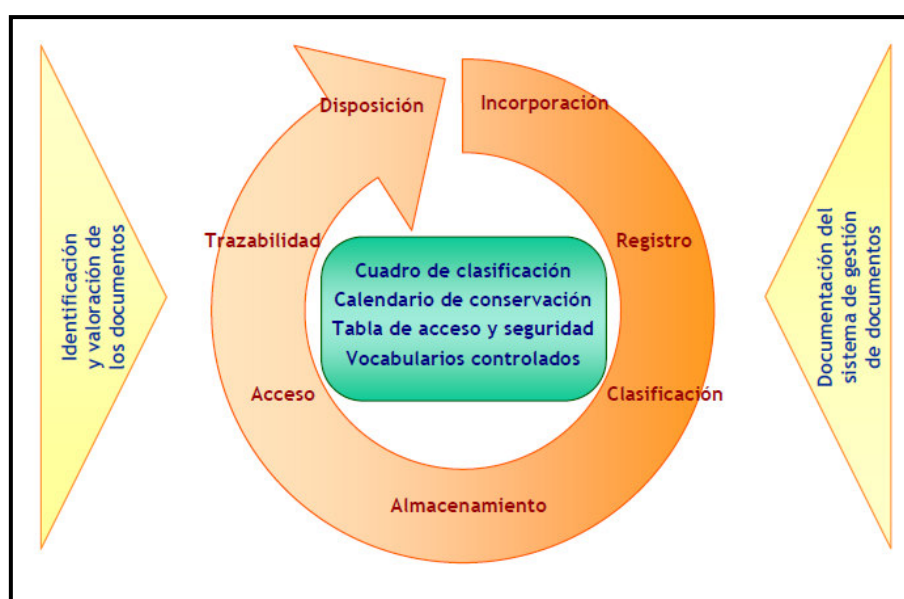 Disposición
Incorporación
Trazabilidad
Registro
Cuadro de clasificación
Calendario de conservación
Tabla de acceso y seguridad
Vocabularios controlados
Acceso
Clasificación
Almacenamiento
Identificación
y valoración de
los documentos
Documentación del
sistema de gestión
de documentos